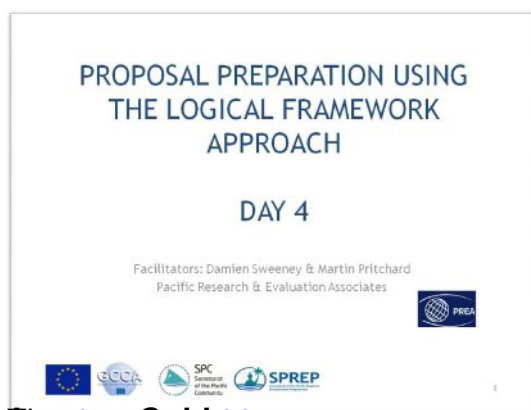 PROPOSAL PREPARATION USING
THE LOGICAL FRAMEWORK
APPROACH
DAY 4
Facilitators: Damien Sweeney & Martin Pritchard
Pacific Research & Evaluation Associates
PREA
GCCA
SPC
Secretariat
of the Pacific
Community
SPREP
1